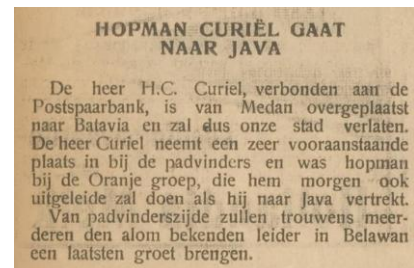 HOPMAN CURIËL GAAT
NAAR JAVA
De heer H.C. Curiel, verbonden aan de
Postspaarbank, is van Medan overgeplaatst
naar Batavia en zal dus onze stad verlaten.
De heer Curiel neemt een zeer vooraanstaande
plaats in bij de padvinders en was hopman
bij de Oranje groep, die hem morgen ook
uitgeleide zal doen als hij naar Java vertrekt.
Van padvinderszijde zullen trouwens meer-
deren den alom bekenden leider in Belawan
een laatsten groet brengen.